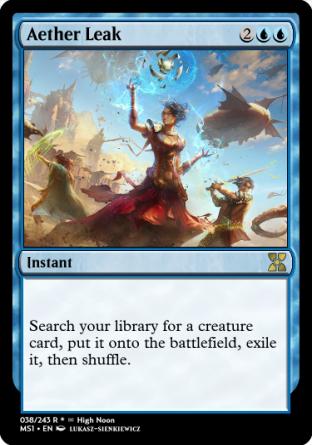 Aether Leak 2
Instant
Search your library for a creature
card, put it onto the battlefield, exile
it, then shuffle.
038/243 R * = High Noon
MS1 • EN LUKASZ-SIENKIEWICZ